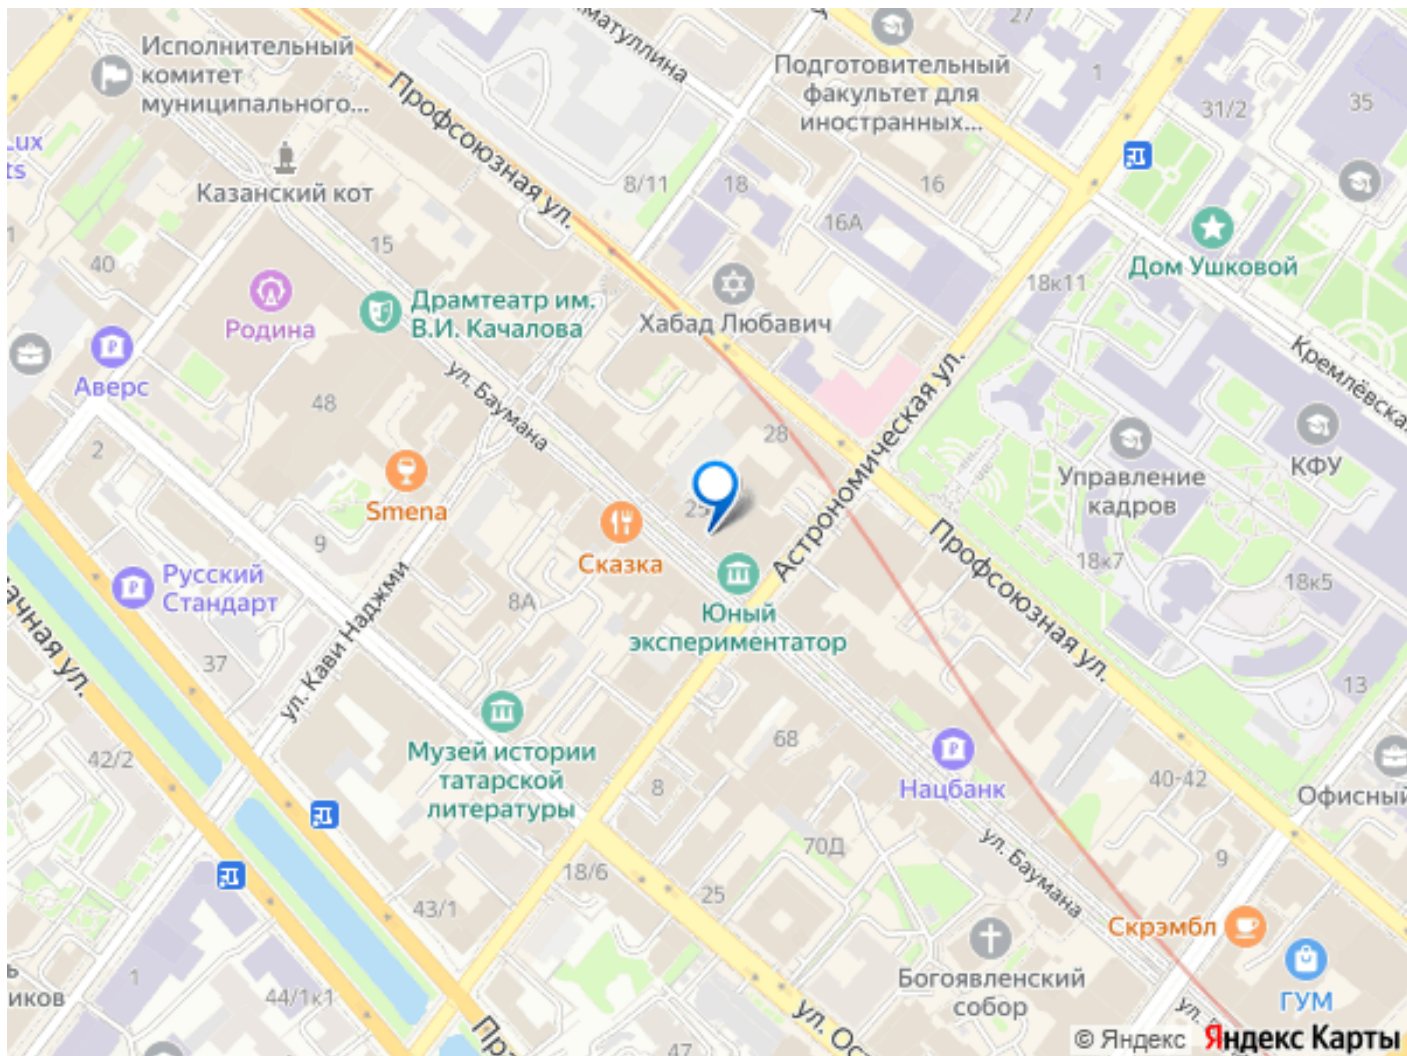 Исполнительный
комитет
муниципального...
Казанский кот
Профсоюзная ул.
8/11
18
27
1
Подготовительный
факультет для
иностранных...
31/2
35
16
16А
18к11
Дом Ушковой
Кремлёвска
15
40
Родина
Драмтеатр им.
В.И. Качалова
Хабад Любавич
Аверс
48
ул. Баумана
28
Астрономическая ул.
КФУ
Управление
кадров
2
Smena
25
Сказка
9
Русский
Стандарт
8А
18к7
18к5
Юный
экспериментатор
Профсоюзная ул.
37
ул. Кави Наджми
13
Музей истории
татарской
литературы
42/2
68
8
Нацбанк
40-42
Офисный
70Д
ул. Баумана
9
18/6
25
43/1
Скрэмбл
Богоявленский
собор
ГУМ
1
44/1к1
47
© Яндекс Яндекс Карты